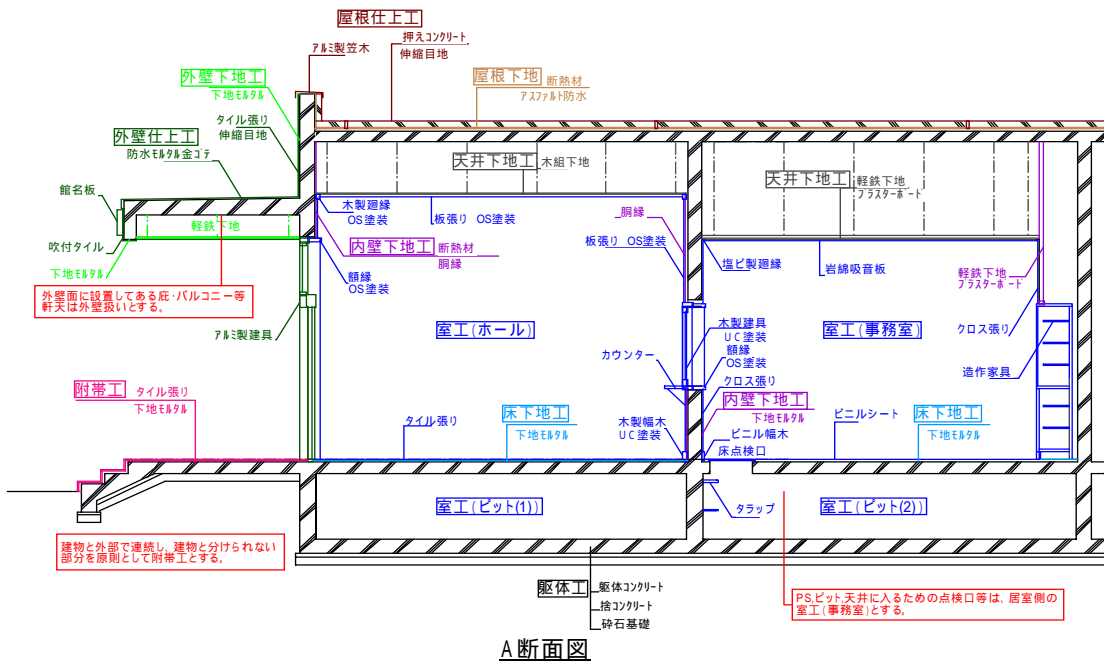 屋根仕上工
押えコンクリート
伸縮目地
アルミ製笠木
外壁下地工
下地モルタル
屋根下地
断熱材
アスファルト防水
タイル張り
伸縮目地
外壁仕上工
防水モルタル金ゴテ
天井下地工
木組下地
天井下地工
軽鉄下地
プラスターボード
館名板
木製廻縁
OS塗装
板張り OS塗装
胴縁
軽鉄下地
内壁下地工
断熱材
胴縁
板張り OS塗装
吹付タイル
下地モルタル
塩ビ製廻縁
岩綿吸音板
軽鉄下地
プラスターボード
額縁
OS塗装
外壁面に設置してある庇・バルコニー等
軒天は外壁扱いとする。
アルミ製建具
室工(ホール)
木製建具
UC塗装
室工(事務室)
クロス張り
カウンター
額縁
OS塗装
クロス張り
造作家具
附帯工
タイル張り
下地モルタル
内壁下地工
下地モルタル
タイル張り
床下地工
下地モルタル
木製幅木
UC塗装
ビニル幅木
床点検口
ビニルシート
床下地工
下地モルタル
室工(ピット(1))
タラップ
室工(ピット(2))
建物と外部で連続し、建物と分けられない
部分を原則として附帯工とする。
躯体工
躯体コンクリート
捨コンクリート
砕石基礎
PS,ピット,天井に入るための点検口等は、居室側の
室工(事務室)とする。
A断面図